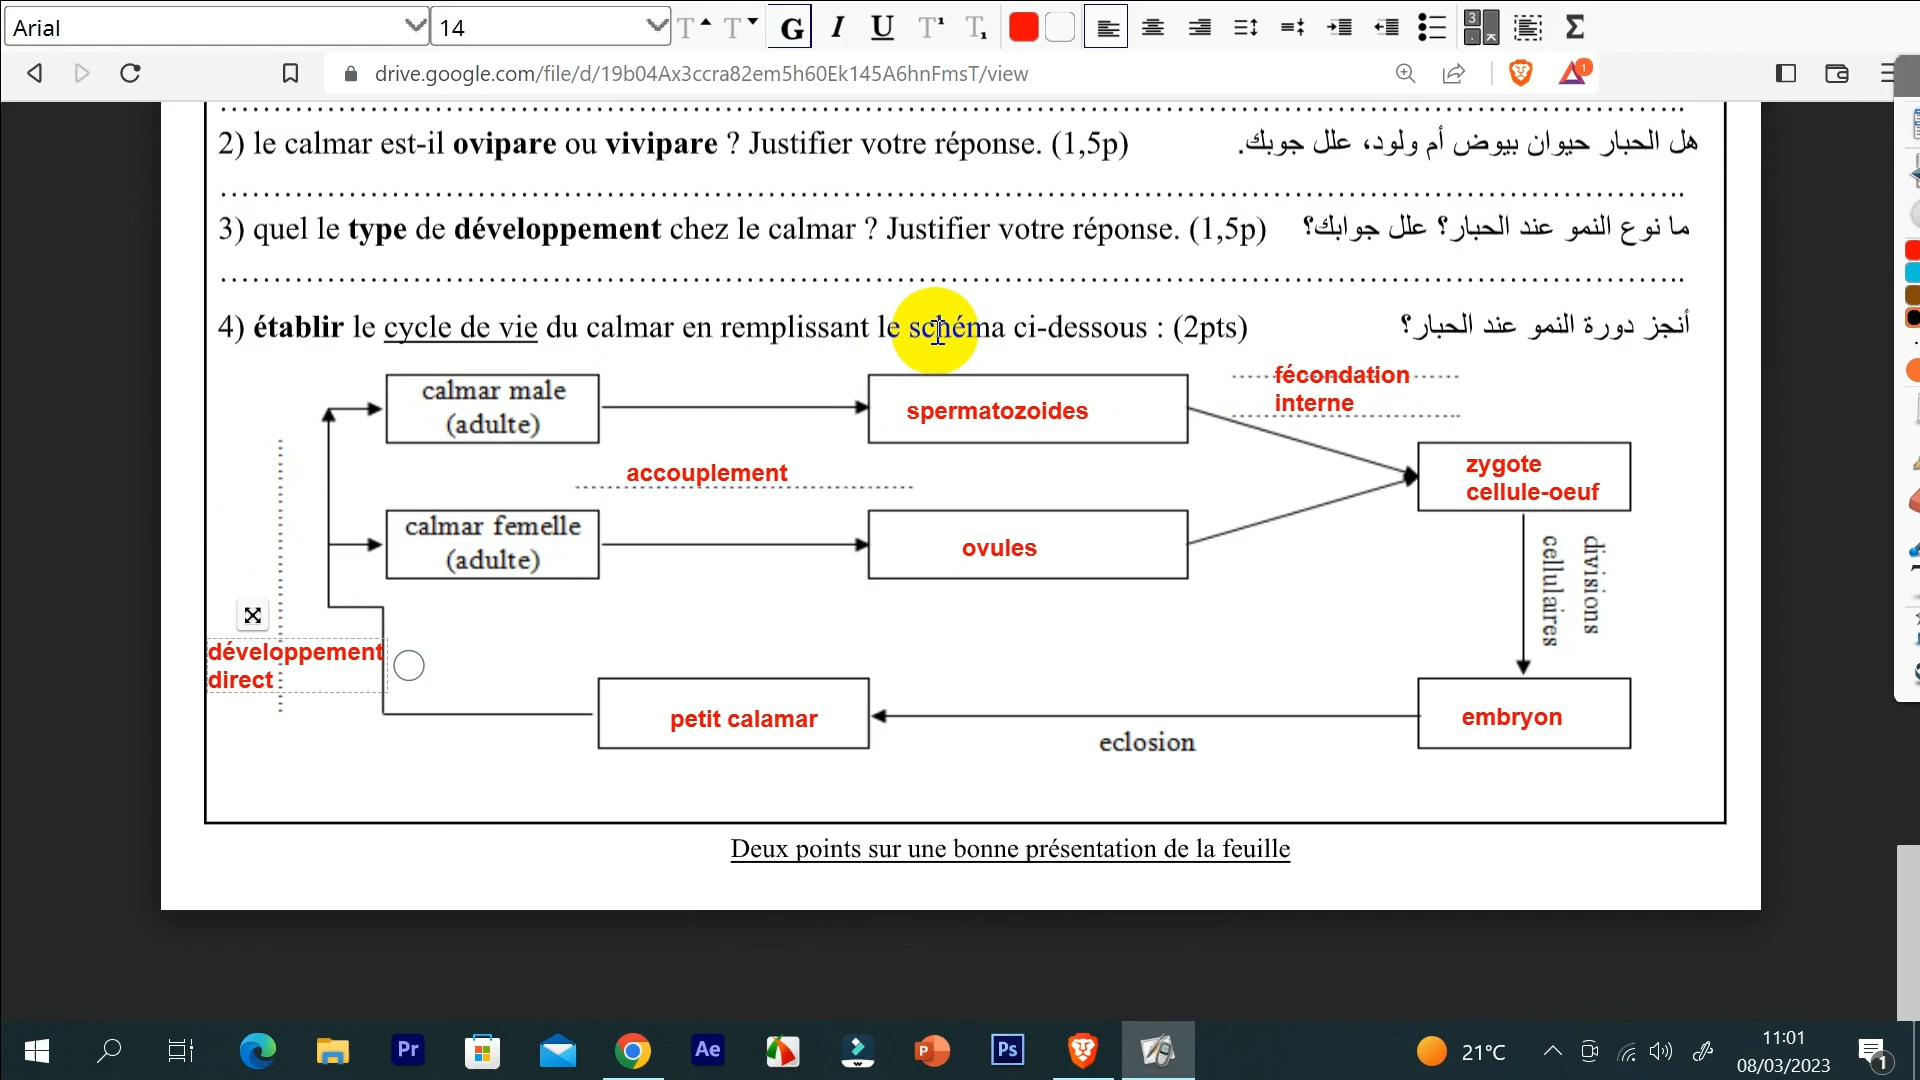 Arial
14
G I U T T
drive.google.com/file/d/19b04Ax3ccra82em5h60Ek145A6hnFmsT/view
2) le calmar est-il ovipare ou vivipare ? Justifier votre réponse. (1,5p)
هل الحبار حيوان بيوض أم ولود، علل جوبك.
3) quel le type de développement chez le calmar ? Justifier votre réponse. (1,5p)
ما نوع النمو عند الحبار؟ علل جوابك؟
4) établir le cycle de vie du calmar en remplissant le schéma ci-dessous : (2pts)
أنجز دورة النمو عند الحبار؟
calmar male
(adulte)
spermatozoides
fécondation
interne
accouplement
zygote
cellule-oeuf
calmar femelle
(adulte)
ovules
divisions
cellulaires
développement
direct
petit calamar
eclosion
embryon
Deux points sur une bonne présentation de la feuille
21°C
11:01
08/03/2023